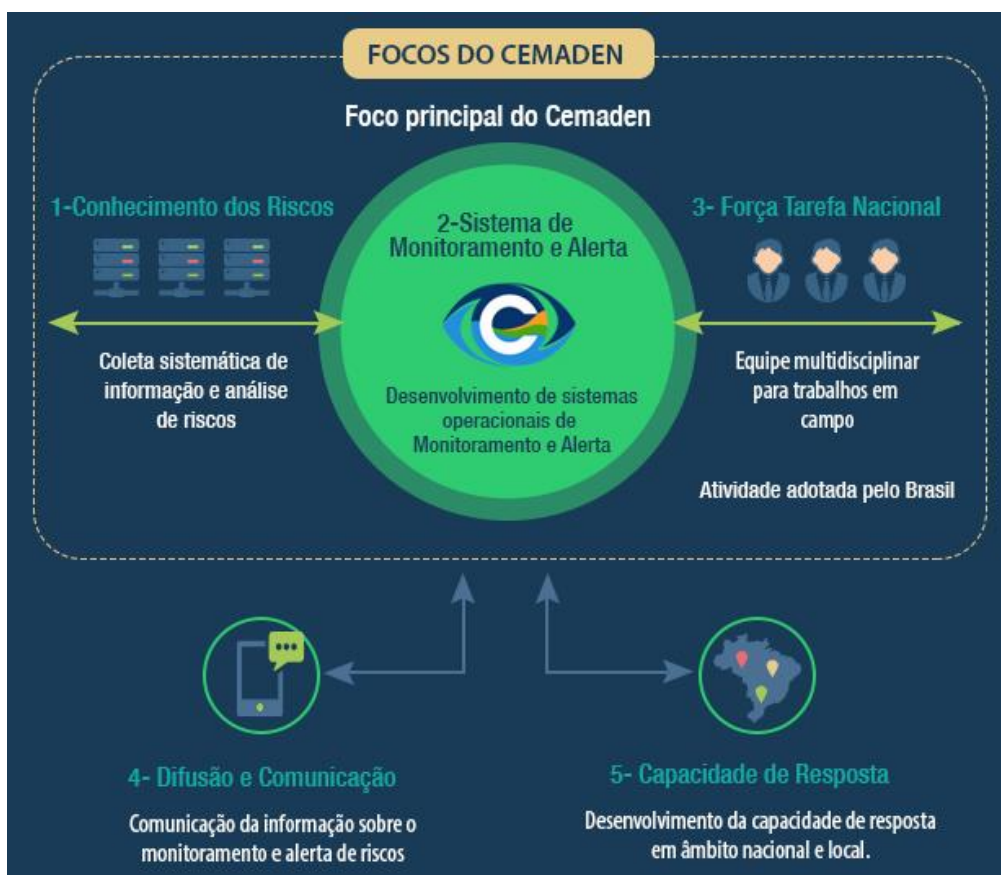 FOCOS DO CEMADEN
Foco principal do Cemaden
1-Conhecimento dos Riscos
Coleta sistemática de
informação e análise
de riscos
2-Sistema de
Monitoramento e Alerta
Desenvolvimento de sistemas
operacionais de
Monitoramento e Alerta
3- Força Tarefa Nacional
Equipe multidisciplinar
para trabalhos em
campo
Atividade adotada pelo Brasil
4- Difusão e Comunicação
Comunicação da informação sobre o
monitoramento e alerta de riscos
5- Capacidade de Resposta
Desenvolvimento da capacidade de resposta
em âmbito nacional e local.